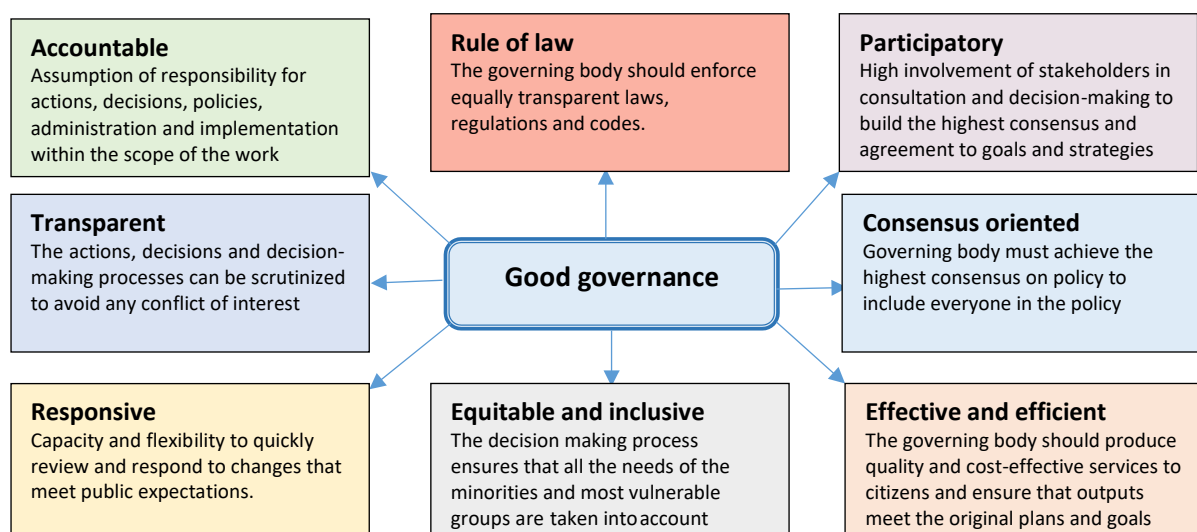 Accountable
Assumption of responsibility for
actions, decisions, policies,
administration and implementation
within the scope of the work
Rule of law
The governing body should enforce
equally transparent laws,
regulations and codes.
Participatory
High involvement of stakeholders in
consultation and decision-making to
build the highest consensus and
agreement to goals and strategies
Transparent
The actions, decisions and decision-
making processes can be scrutinized
to avoid any conflict of interest
Good governance
Consensus oriented
Governing body must achieve the
highest consensus on policy to
include everyone in the policy
Responsive
Capacity and flexibility to quickly
review and respond to changes that
meet public expectations.
Equitable and inclusive
The decision making process
ensures that all the needs of the
minorities and most vulnerable
groups are taken into account
Effective and efficient
The governing body should produce
quality and cost-effective services to
citizens and ensure that outputs
meet the original plans and goals